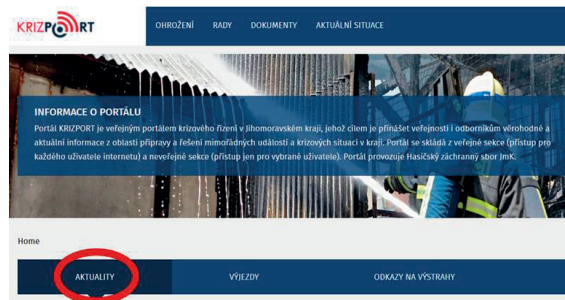 KRIZPORT
OHROŽENÍ RADY DOKUMENTY AKTUÁLNÍ SITUACE
INFORMACE O PORTÁLU
Portál KRIZPORT je veřejným portálem krizového řízení v Jihomoravském kraji, jehož cílem je přinášet veřejnosti i odborníkům věrohodné a
aktuální informace z oblasti přípravy a řešení mimořádných událostí a krizových situací v kraji. Portál se skládá z veřejné sekce (přístup pro
každého uživatele internetu) a neveřejné sekce (přístup jen pro vybrané uživatele). Portál provozuje Hasičský záchranný sbor JmK.
Home
AKTUALITY VÝJEZDY ODKAZY NA VÝSTRAHY